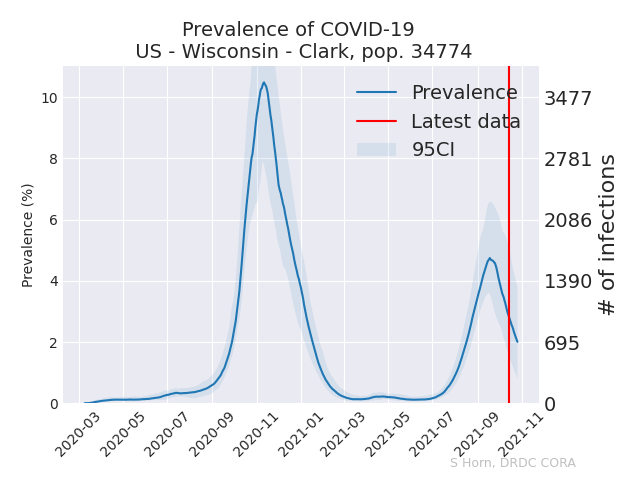 Prevalence of COVID-19
US - Wisconsin - Clark, pop. 34774
Prevalence
Latest data
95CI
Prevalence (%)
10
8
6
4
2
0
3477
2781
2086
1390
695
0
# of infections
2020-03
2020-05
2020-07
2020-09
2020-11
2021-01
2021-03
2021-05
2021-07
2021-09
2021-11
S Horn, DRDC CORA